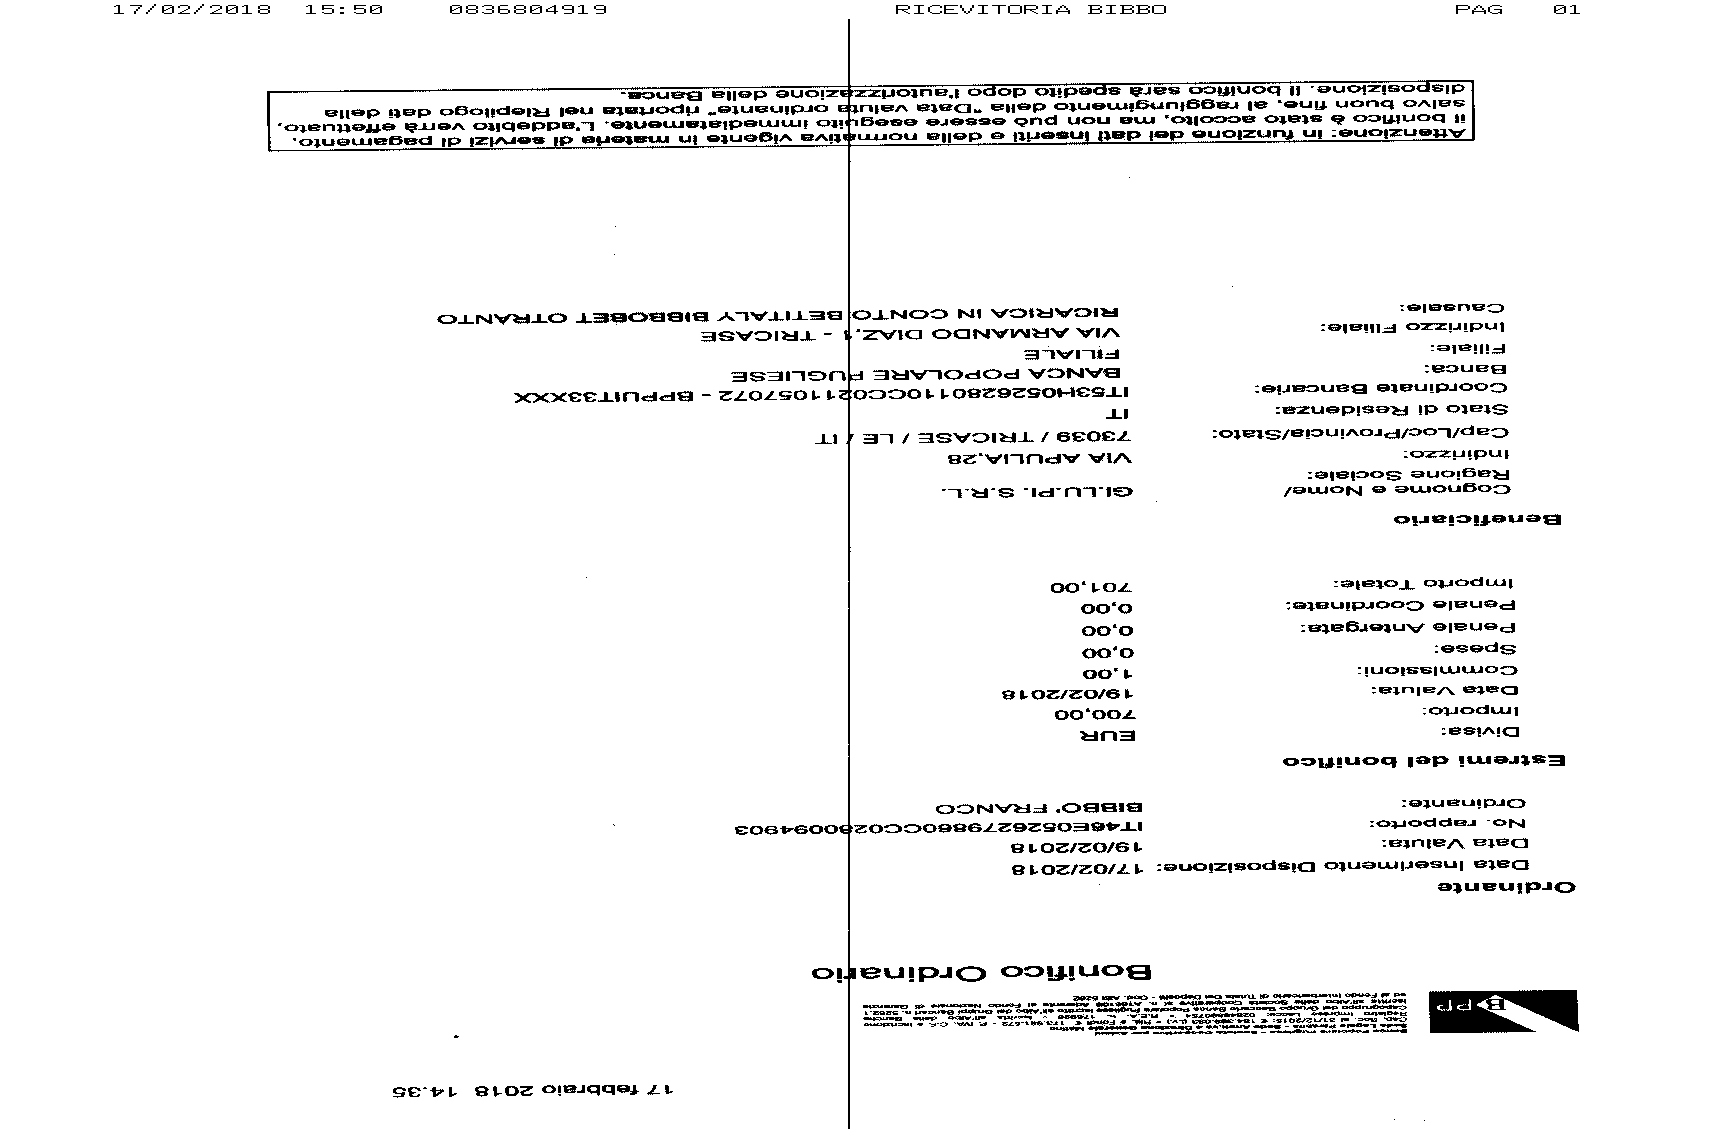 17/02/2018 15:50 0836804919 RICEVITORIA BIBBO PAG 01
17 febbraio 2018 14.35
BPP
Bonifico Ordinario
Ordinante
Data Inserimento Disposizione: 17/02/2018
Data Valuta: 19/02/2018
No. rapporto: IT46E0526279860CC0280094903
Ordinante: BIBBO' FRANCO
Estremi del bonifico
Divisa: EUR
Importo: 700,00
Data Valuta: 19/02/2018
Commissioni: 1,00
Spese: 0,00
Penale Antergata: 0,00
Penale Coordinate: 0,00
Importo Totale: 701,00
Beneficiario
Cognome e Nome/ GI.LU.PI. S.R.L.
Ragione Sociale:
Indirizzo: VIA APULIA,28
Cap/Loc/Provincia/Stato: 73039 / TRICASE / LE / IT
Stato di Residenza: IT
Coordinate Bancarie: IT53H0526280110CC0211057072 - BPPUIT33XXX
Banca: BANCA POPOLARE PUGLIESE
Filiale: FILIALE
Indirizzo Filiale: VIA ARMANDO DIAZ,1 - TRICASE
Causale: RICARICA IN CONTO BETITALY BIBBOBET OTRANTO
Attenzione: in funzione dei dati inseriti e della normativa vigente in materia di servizi di pagamento,
il bonifico è stato accolto, ma non può essere eseguito immediatamente. L'addebito verrà effettuato,
salvo buon fine, al raggiungimento della "Data valuta ordinante" riportata nel Riepilogo dati della
disposizione. Il bonifico sarà spedito dopo l'autorizzazione della Banca.